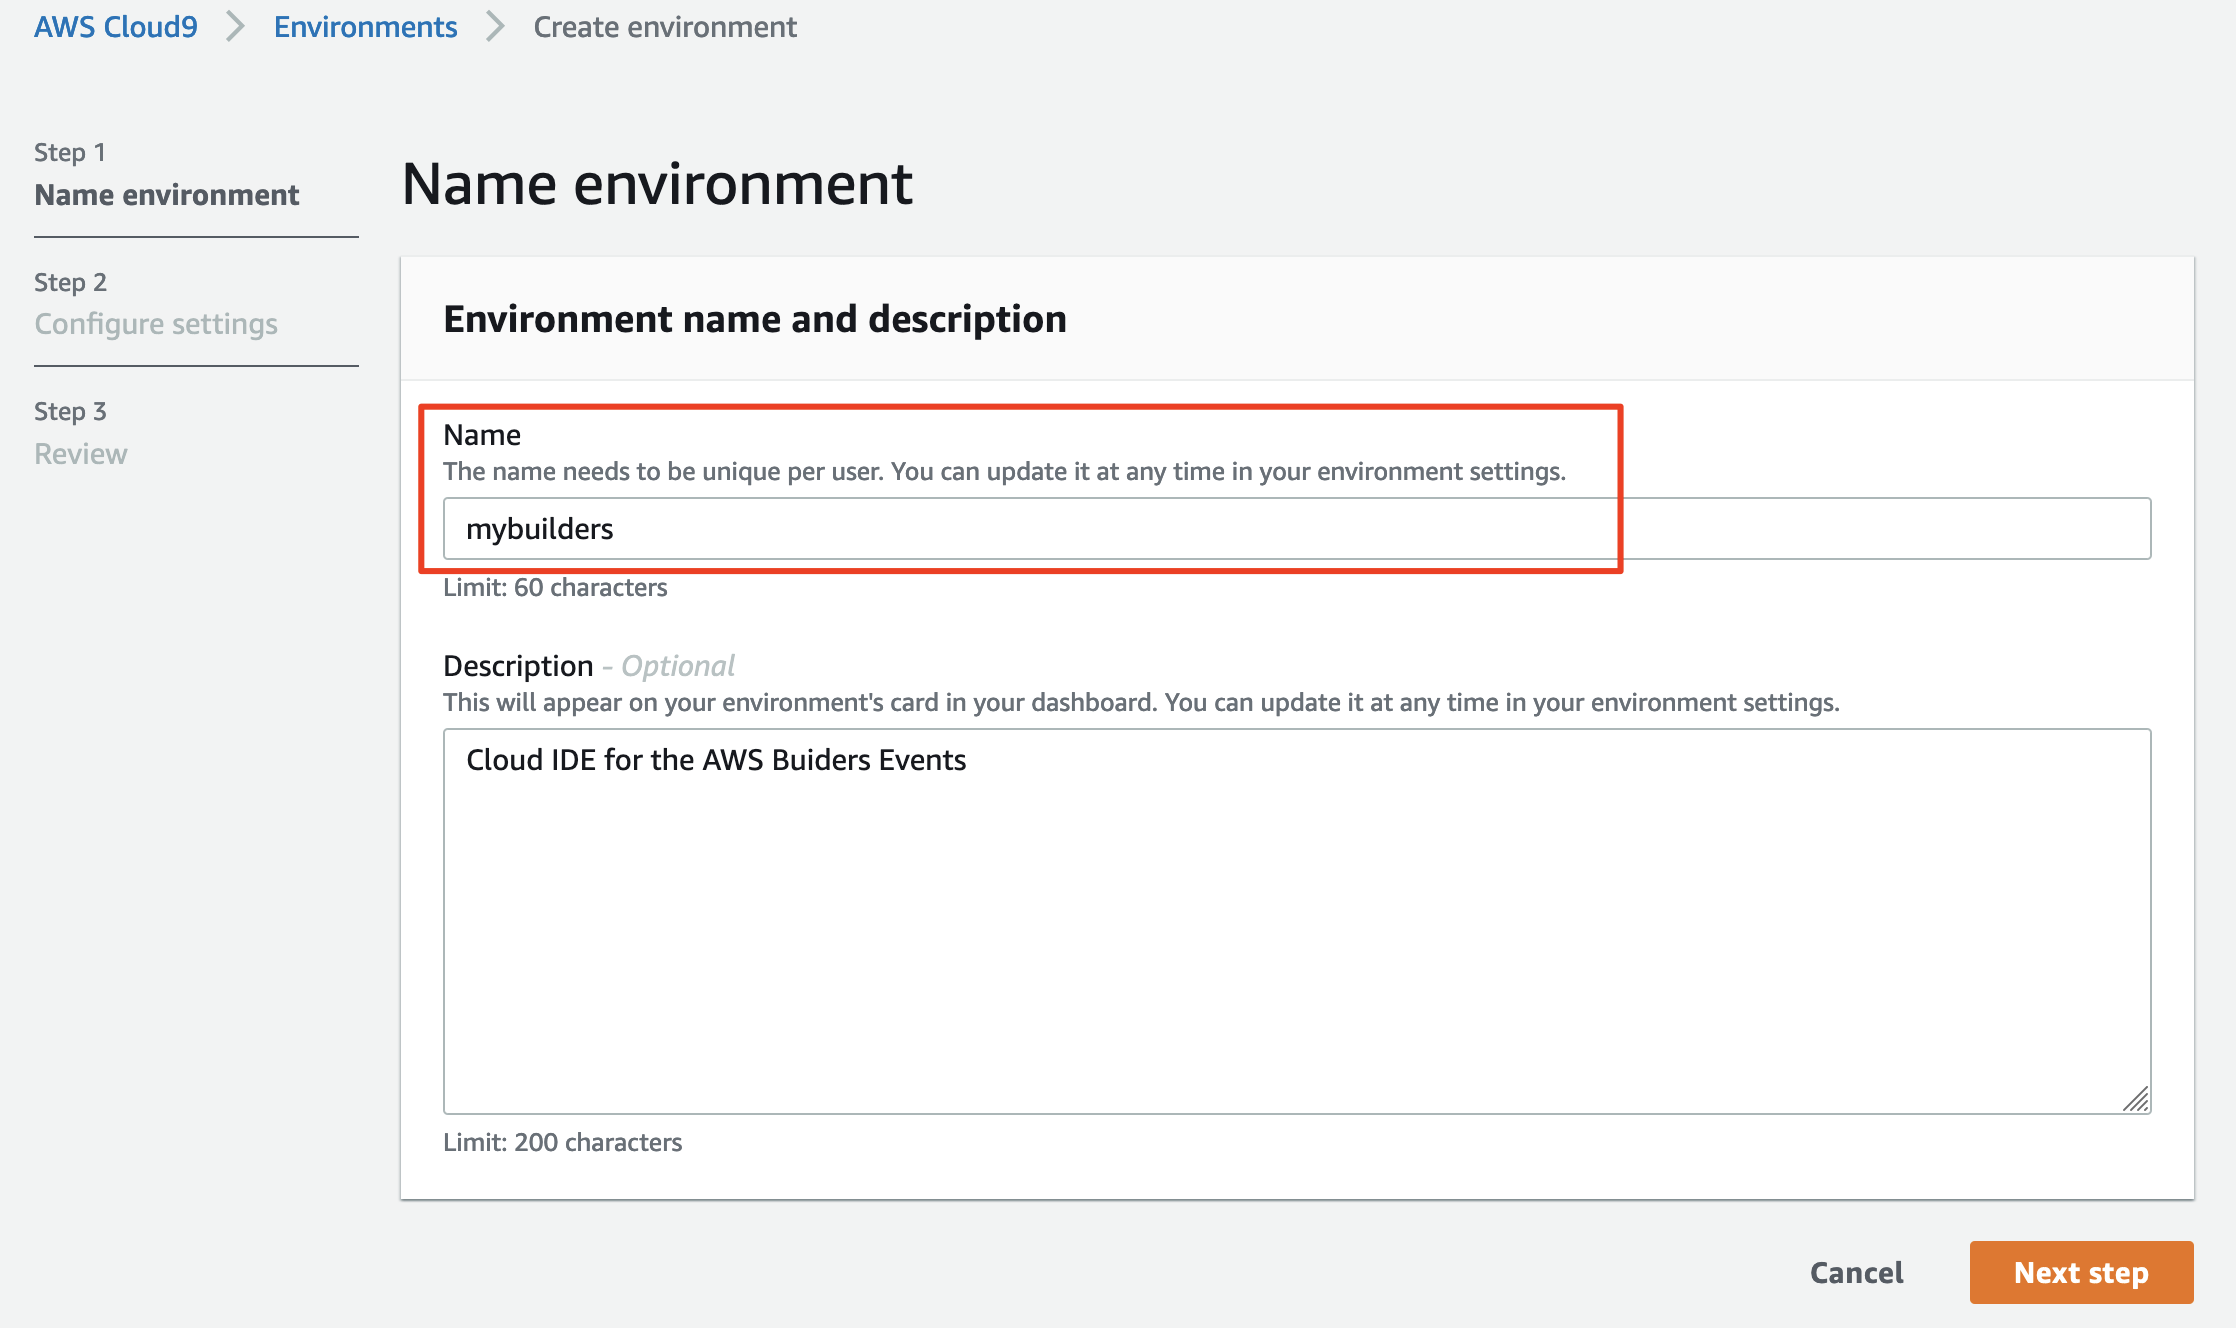 AWS Cloud9 > Environments > Create environment
Step 1
Name environment
Step 2
Configure settings
Step 3
Review
Name environment
Environment name and description
Name
The name needs to be unique per user. You can update it at any time in your environment settings.
mybuilders
Limit: 60 characters
Description - Optional
This will appear on your environment's card in your dashboard. You can update it at any time in your environment settings.
Cloud IDE for the AWS Buiders Events
Limit: 200 characters
Cancel
Next step